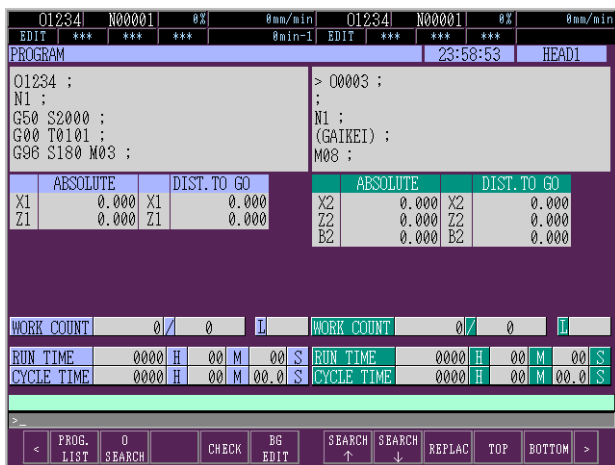 O1234 N00001 0% 0mm/min O1234 N00001 0% 0mm/min
EDIT *** *** *** 0min-1 EDIT *** *** ***
PROGRAM 23:58:53 HEAD1
O1234 ;
N1 ;
G50 S2000 ;
G00 T0101 ;
G96 S180 M03 ;
> O0003 ;
;
N1 ;
(GAIKEI) ;
M08 ;
ABSOLUTE DIST.TO GO
X1 0.000 X1 0.000
Z1 0.000 Z1 0.000
ABSOLUTE DIST.TO GO
X2 0.000 X2 0.000
Z2 0.000 Z2 0.000
B2 0.000 B2 0.000
WORK COUNT 0 / 0 L WORK COUNT 0 / 0 L
RUN TIME 0000 H 00 M 00 S RUN TIME 0000 H 00 M 00 S
CYCLE TIME 0000 H 00 M 00.0 S CYCLE TIME 0000 H 00 M 00.0 S
>_
< PROG. LIST O SEARCH CHECK BG EDIT SEARCH ↑ SEARCH ↓ REPLAC TOP BOTTOM >